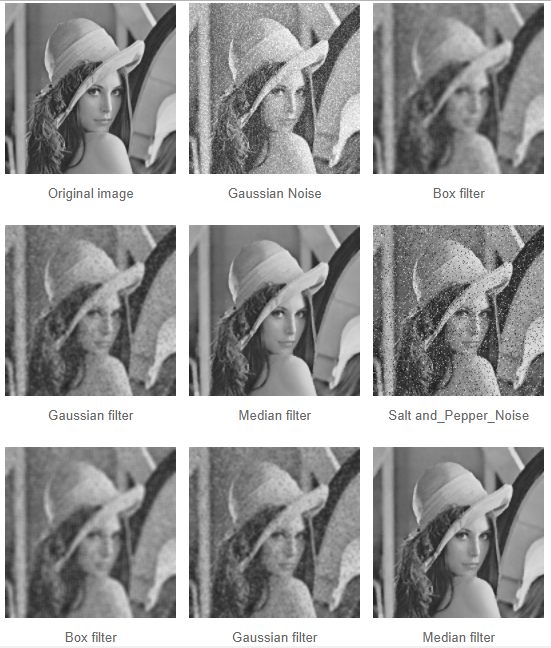 Original image
Gaussian Noise
Box filter
Gaussian filter
Median filter
Salt and_Pepper_Noise
Box filter
Gaussian filter
Median filter